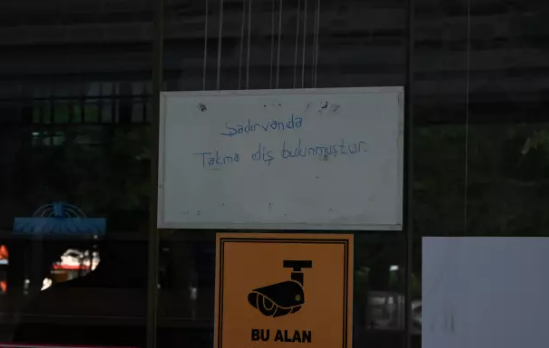 Şadırvanda
Takma diş bulunmuştur.
BU ALAN